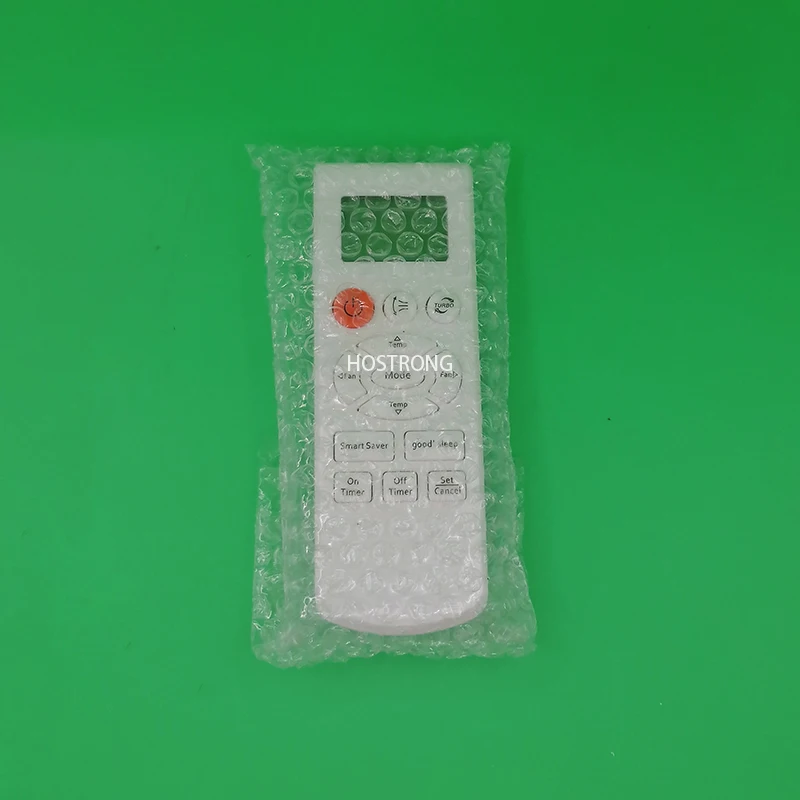 TURBO
Temp
HOSTRONG
Fan
Mode
Fan
Temp
Smart Saver
good' sleep
On
Timer
Off
Timer
Set
Cancel